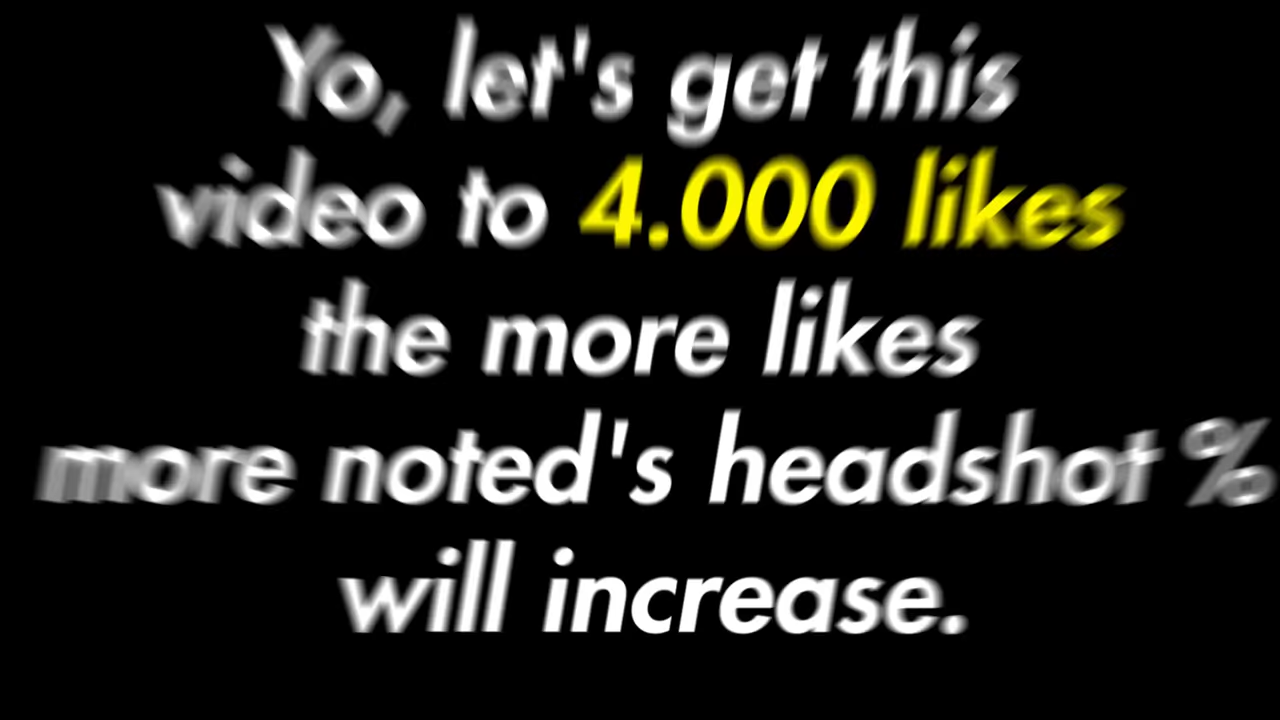 Yo, let's get this
video to 4.000 likes
the more likes
more noted's headshot %
will increase.